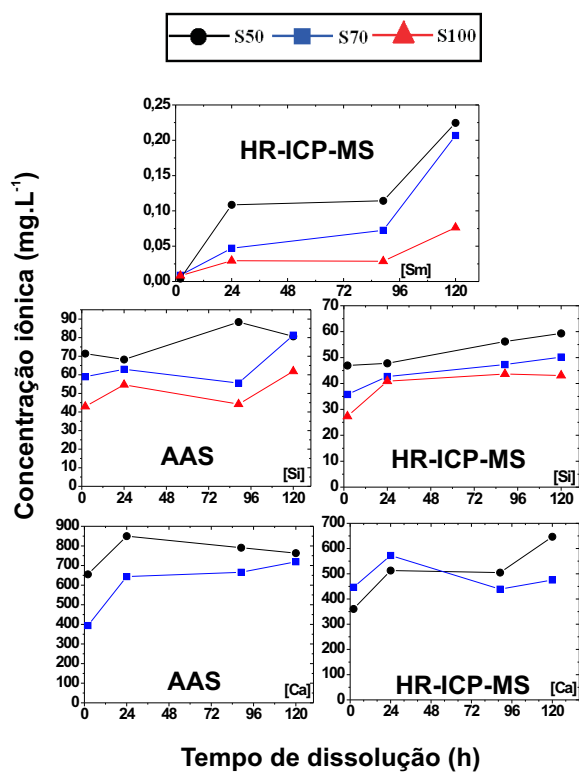 S50 S70 S100
Concentração iônica (mg.L-1)
0,25
0,20
0,15
0,10
0,05
0,00
HR-ICP-MS
[Sm]
0 24 48 72 96 120
90
80
70
60
50
40
30
20
10
0
AAS
[Si]
0 24 48 72 96 120
70
60
50
40
30
20
10
0
HR-ICP-MS
[Si]
0 24 48 72 96 120
900
800
700
600
500
400
300
200
100
0
AAS
[Ca]
0 24 48 72 96 120
700
600
500
400
300
200
100
0
HR-ICP-MS
[Ca]
0 24 48 72 96 120
Tempo de dissolução (h)